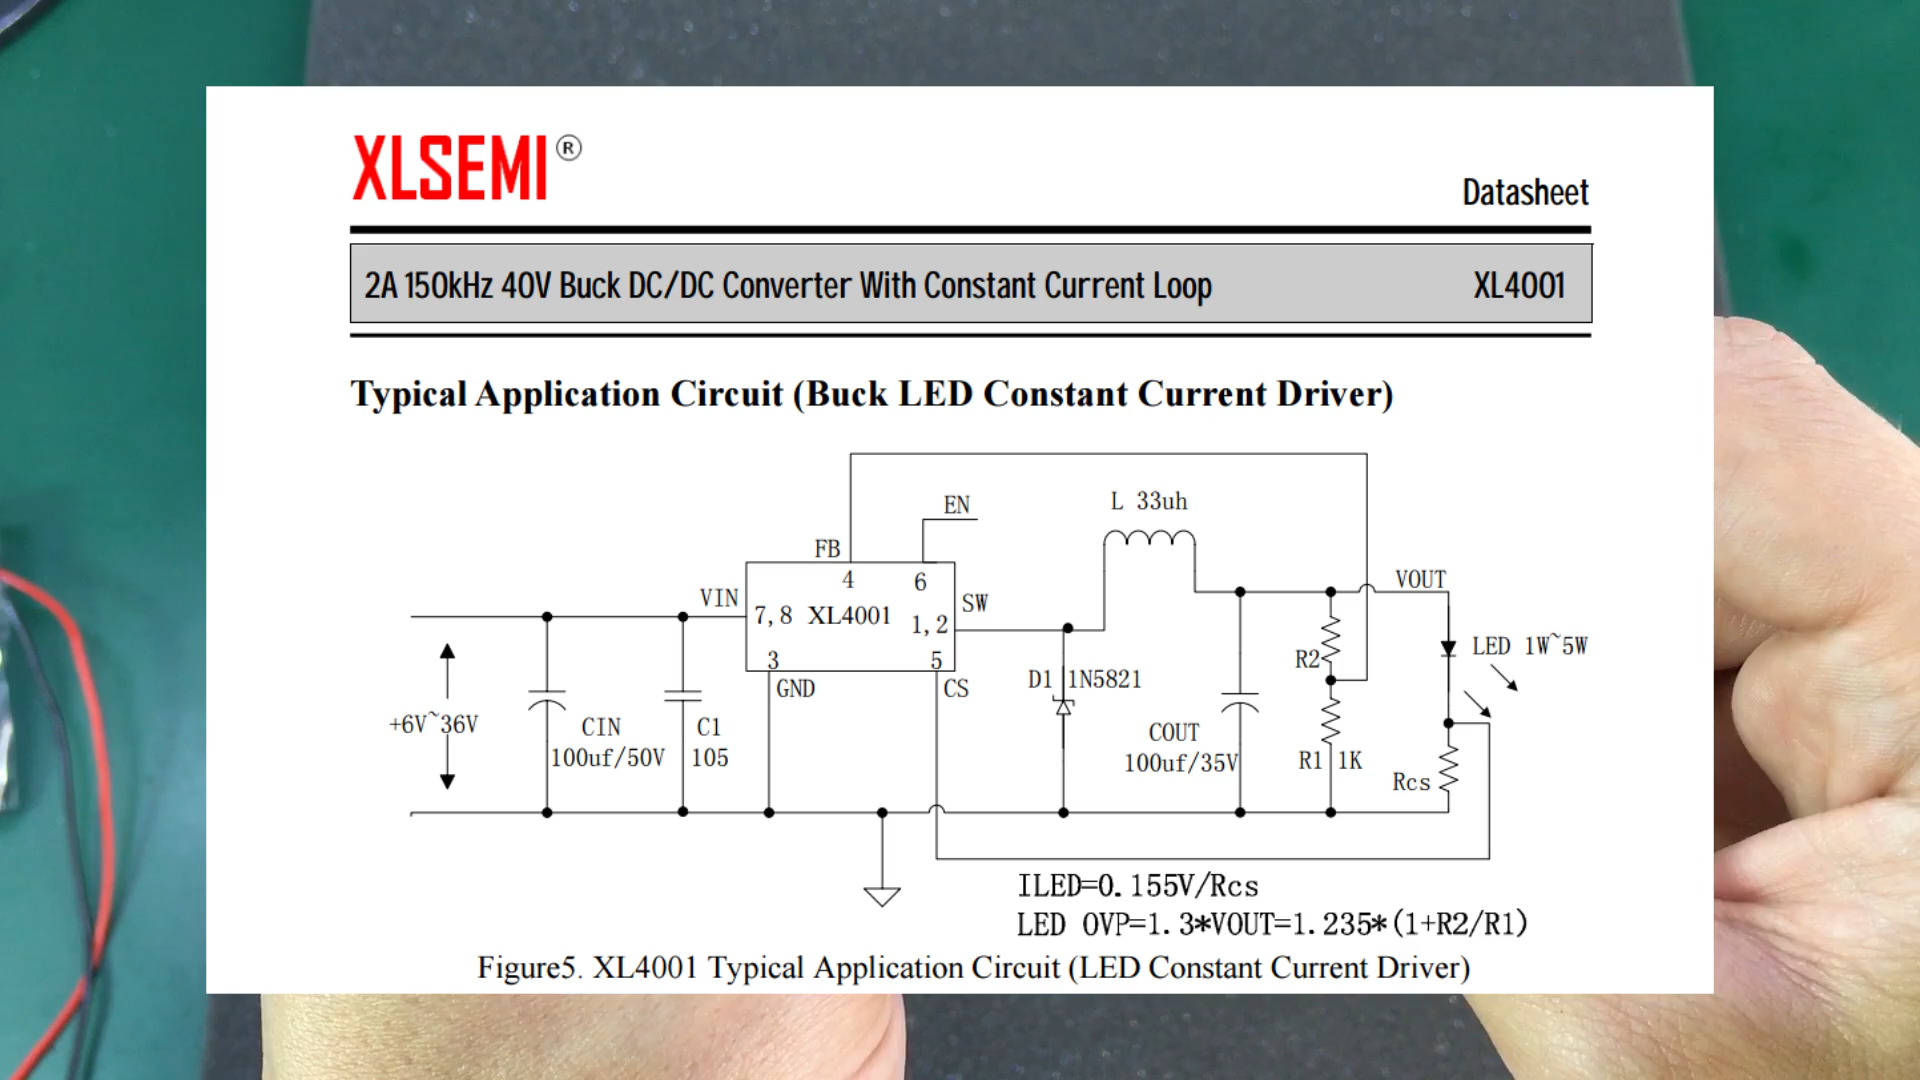 XLSEMI®
Datasheet
2A 150kHz 40V Buck DC/DC Converter With Constant Current Loop XL4001
Typical Application Circuit (Buck LED Constant Current Driver)
L 33uh
EN
FB
4 6
VIN
VOUT
SW
7,8 XL4001 1,2
LED 1W~5W
R2
3 5
GND
CS
D1 1N5821
+6V~36V
CIN
100uf/50V
C1
105
COUT
100uf/35V
R1 1K
Rcs
ILED=0.155V/Rcs
LED OVP=1.3*VOUT=1.235*(1+R2/R1)
Figure5. XL4001 Typical Application Circuit (LED Constant Current Driver)